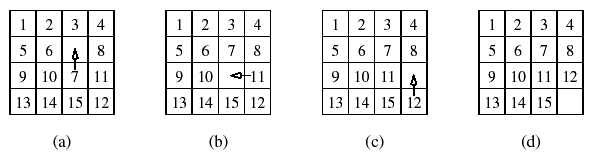 1 2 3 4
5 6 8
9 10 7 11
13 14 15 12
(a)
1 2 3 4
5 6 7 8
9 10 11
13 14 15 12
(b)
1 2 3 4
5 6 7 8
9 10 11
13 14 15 12
(c)
1 2 3 4
5 6 7 8
9 10 11 12
13 14 15
(d)